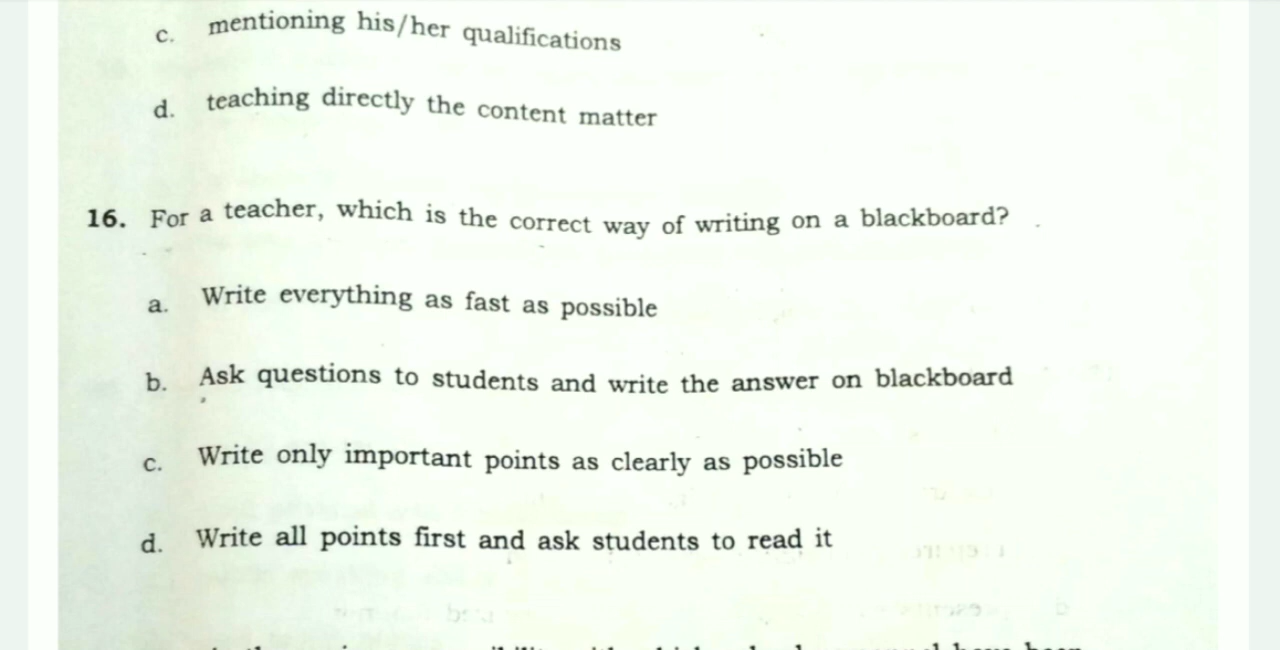 c. mentioning his/her qualifications
d. teaching directly the content matter
16. For a teacher, which is the correct way of writing on a blackboard?
a. Write everything as fast as possible
b. Ask questions to students and write the answer on blackboard
c. Write only important points as clearly as possible
d. Write all points first and ask students to read it